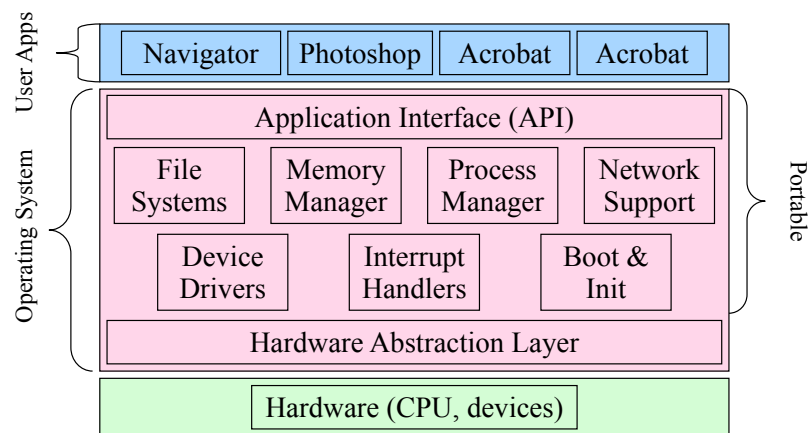 User Apps
Navigator
Photoshop
Acrobat
Acrobat
Operating System
Application Interface (API)
File
Systems
Memory
Manager
Process
Manager
Network
Support
Portable
Device
Drivers
Interrupt
Handlers
Boot &
Init
Hardware Abstraction Layer
Hardware (CPU, devices)